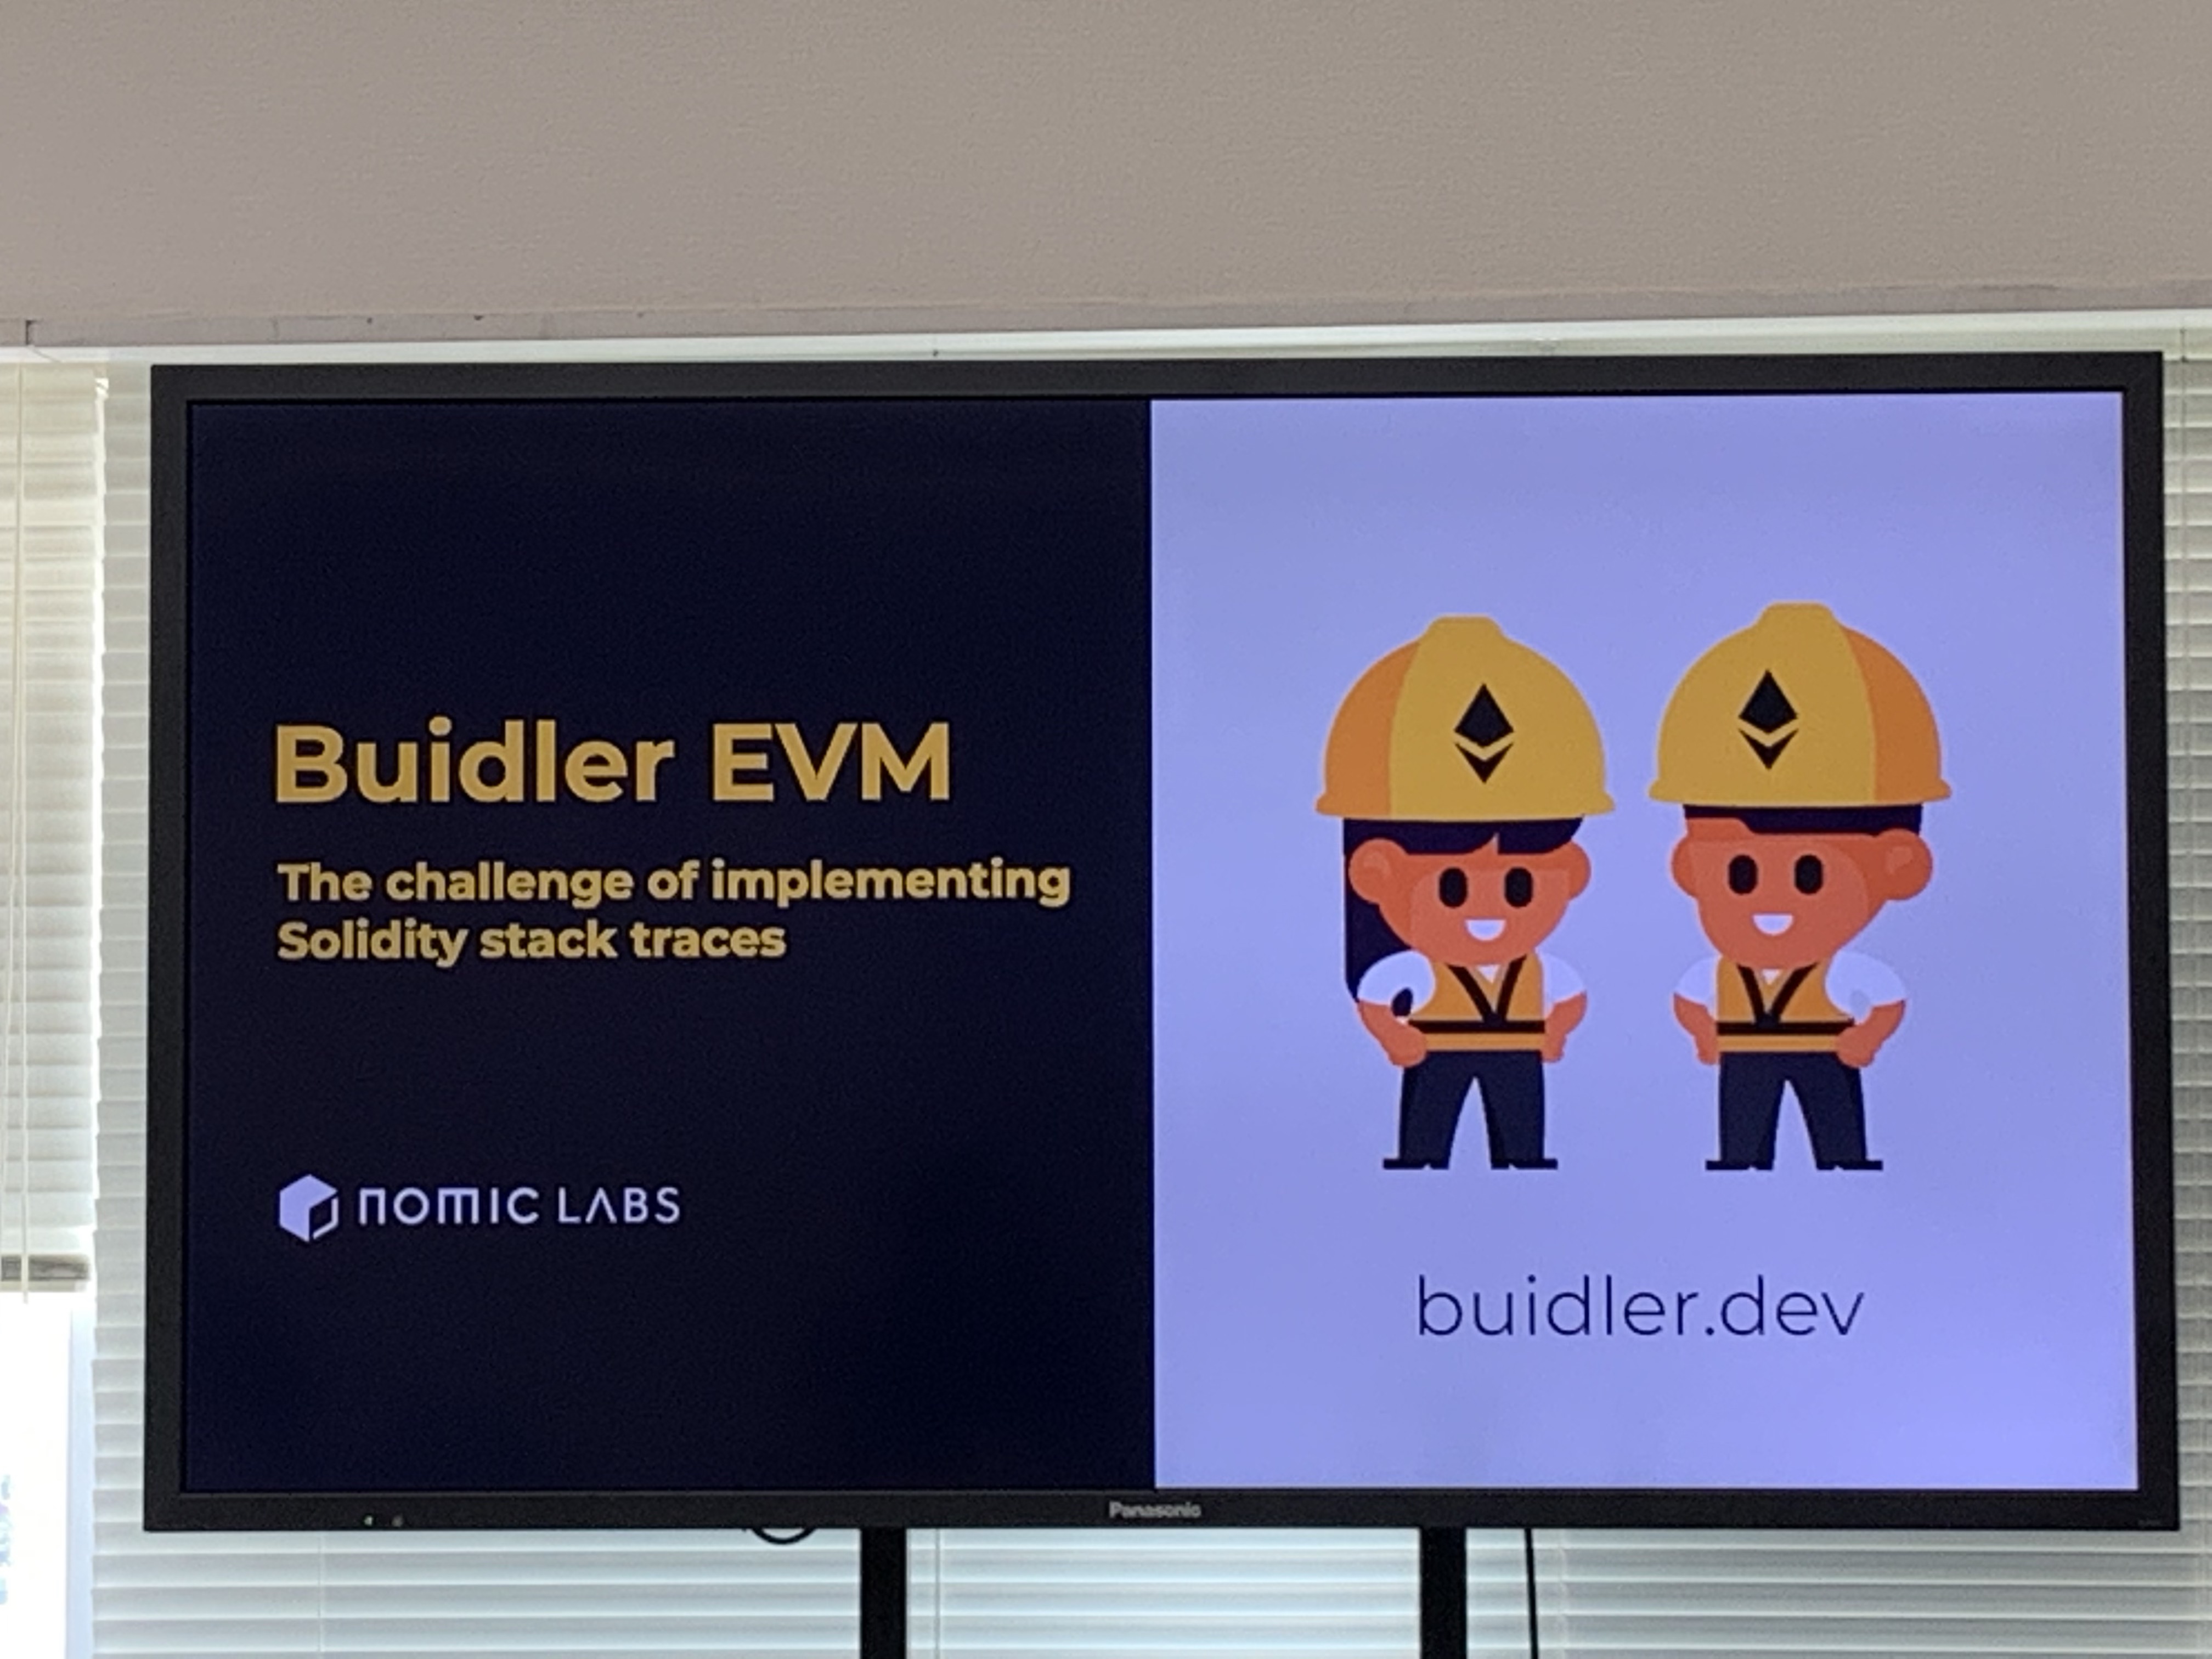 Buidler EVM
The challenge of implementing
Solidity stack traces
NOMIC LABS
buidler.dev
Panasonic